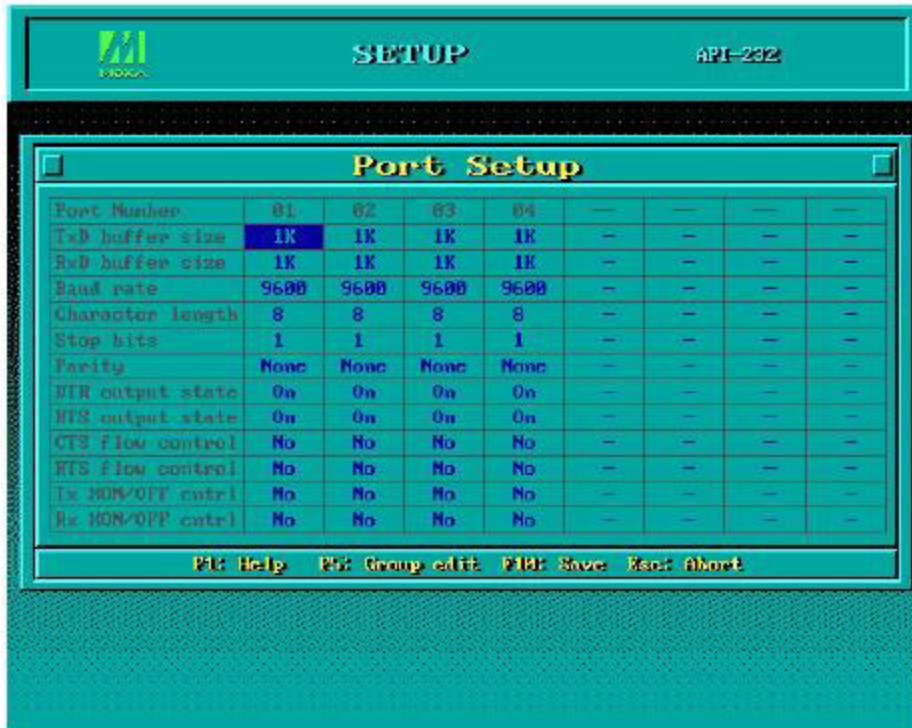 MOXA
SETUP
API-232
Port Setup
Port Number 01 02 03 04 — — — —
TxD buffer size 1K 1K 1K 1K — — — —
RxD buffer size 1K 1K 1K 1K — — — —
Baud rate 9600 9600 9600 9600 — — — —
Character length 8 8 8 8 — — — —
Stop bits 1 1 1 1 — — — —
Parity None None None None — — — —
DTR output state On On On On — — — —
RTS output state On On On On — — — —
CTS flow control No No No No — — — —
RTS flow control No No No No — — — —
Tx XON/OFF cntrl No No No No — — — —
Rx XON/OFF cntrl No No No No — — — —
F1: Help F5: Group edit F10: Save Esc: Abort